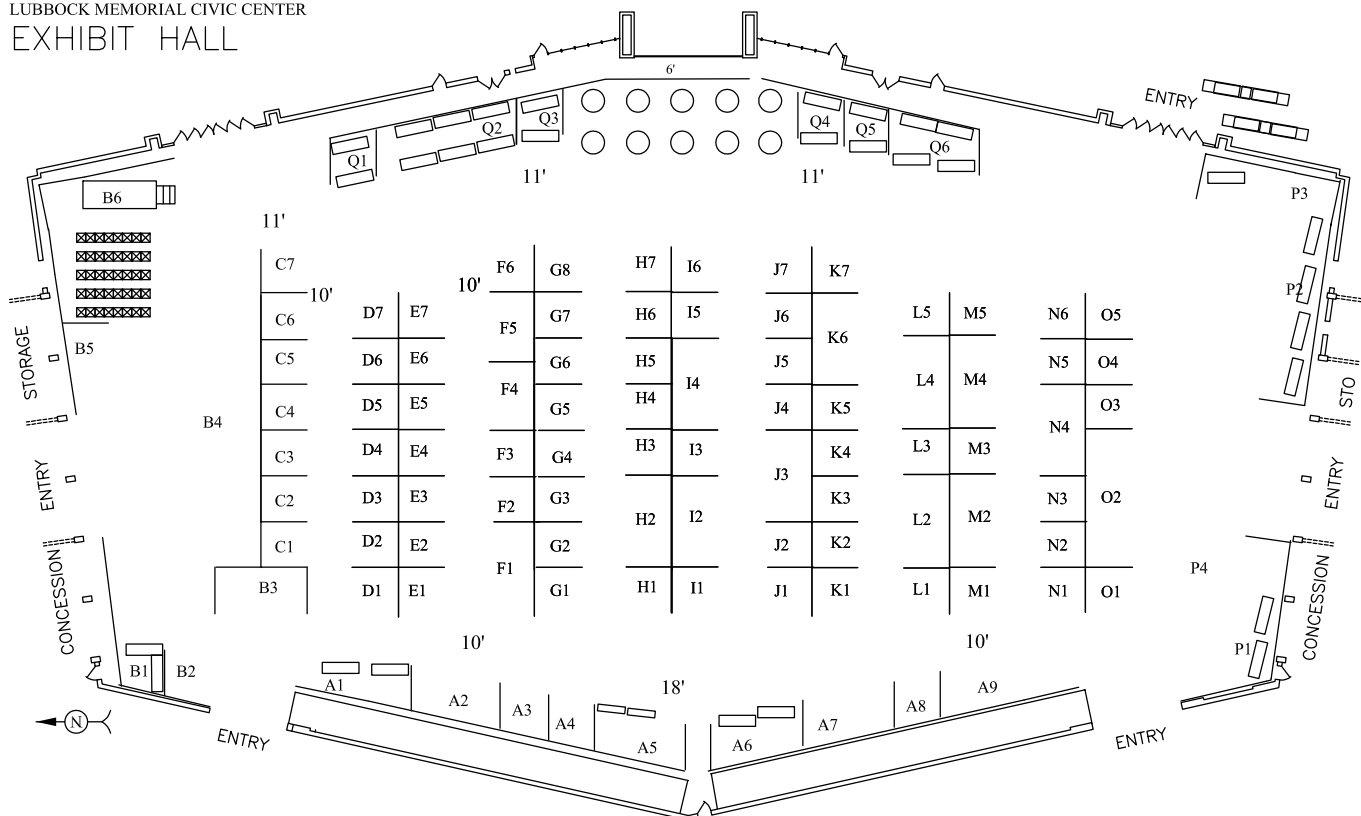 LUBBOCK MEMORIAL CIVIC CENTER
EXHIBIT HALL
6'
ENTRY
Q1
Q2
Q3
Q4
Q5
Q6
11'
11'
B6
P3
11'
C7
F6
G8
H7
I6
J7
K7
10'
10'
P2
C6
D7
E7
F5
G7
H6
I5
J6
K6
L5
M5
N6
O5
STORAGE
B5
C5
D6
E6
F4
G6
H5
I4
J5
L4
M4
N5
O4
STO
B4
C4
D5
E5
G5
H4
J4
K5
N4
O3
C3
D4
E4
F3
G4
H3
I3
J3
K4
L3
M3
ENTRY
ENTRY
C2
D3
E3
F2
G3
H2
I2
K3
L2
M2
N3
O2
C1
D2
E2
F1
G2
J2
K2
N2
P4
CONCESSION
CONCESSION
B3
D1
E1
G1
H1
I1
J1
K1
L1
M1
N1
O1
10'
10'
P1
B1
B2
A1
A2
A3
A4
A5
18'
A6
A7
A8
A9
N
ENTRY
ENTRY